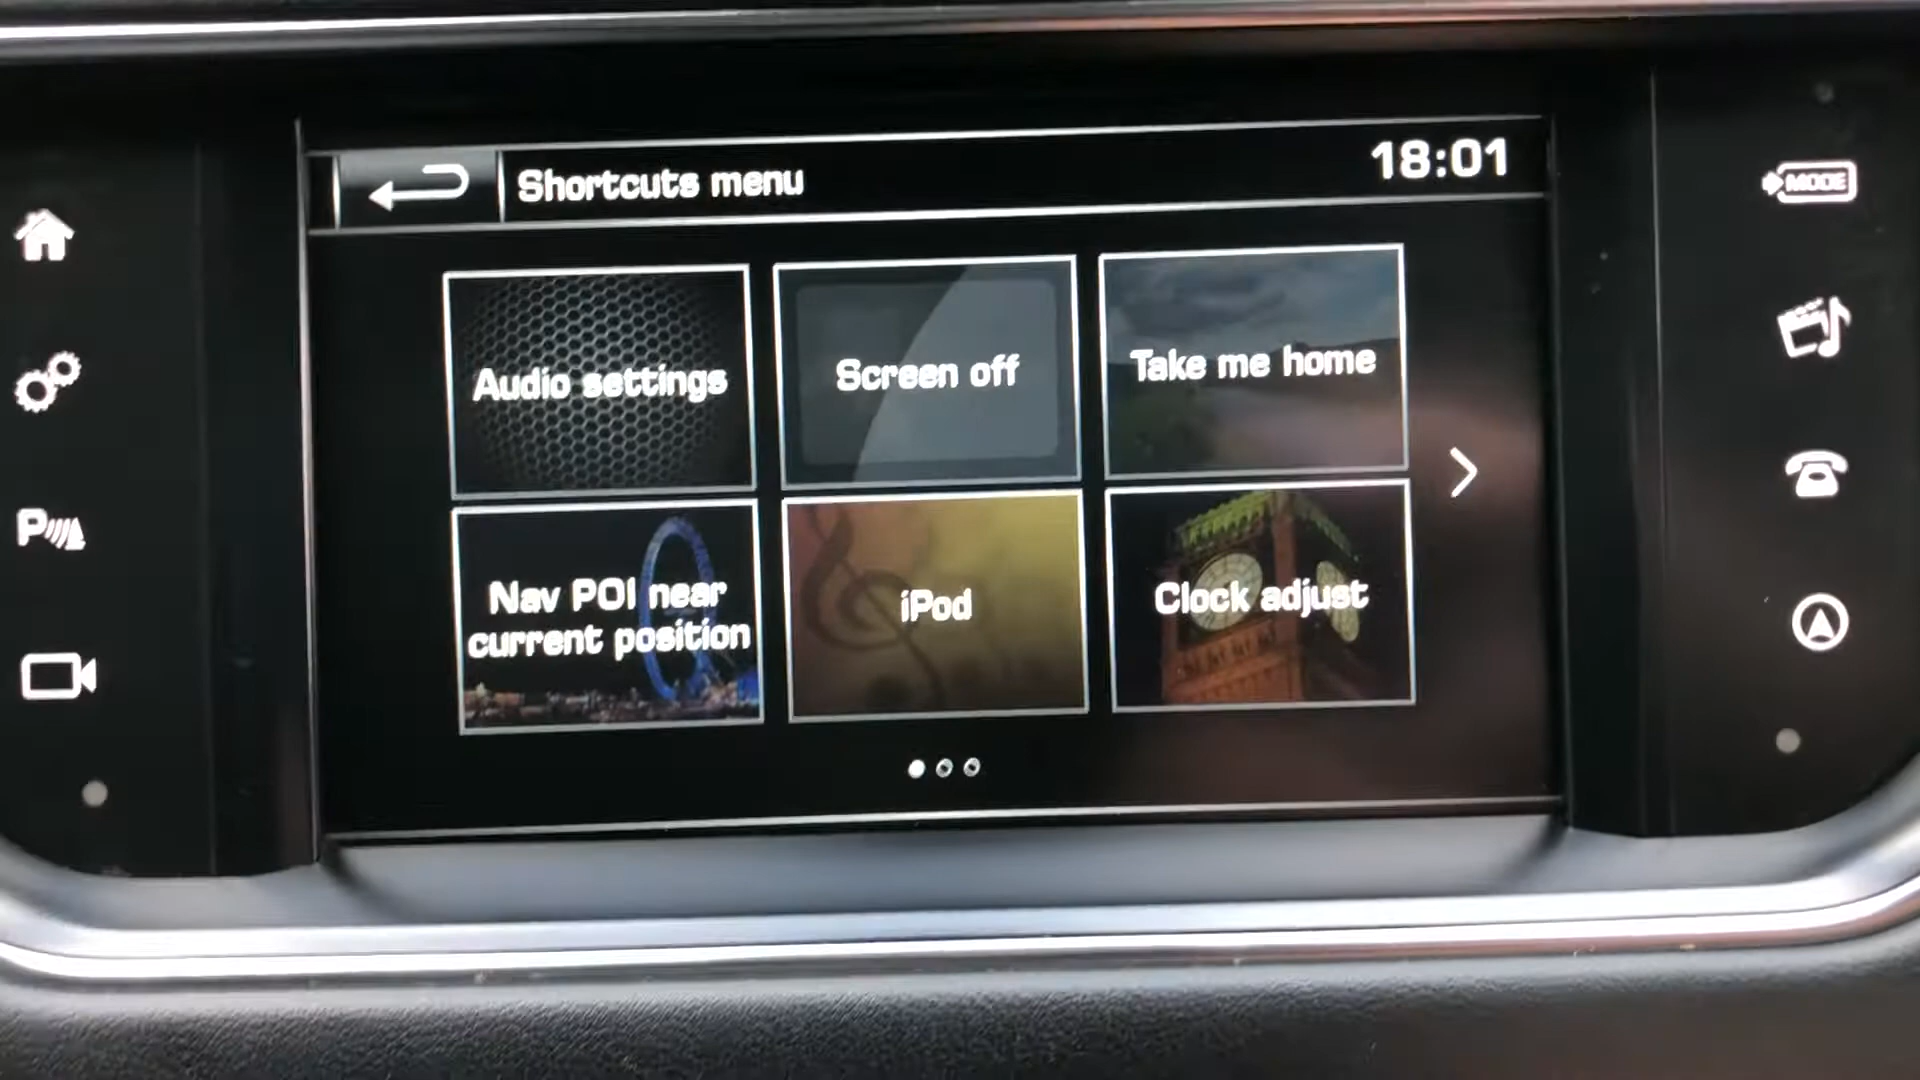 Shortcuts menu
18:01
MODE
Audio settings
Screen off
Take me home
P
Nav POI near
current position
iPod
Clock adjust